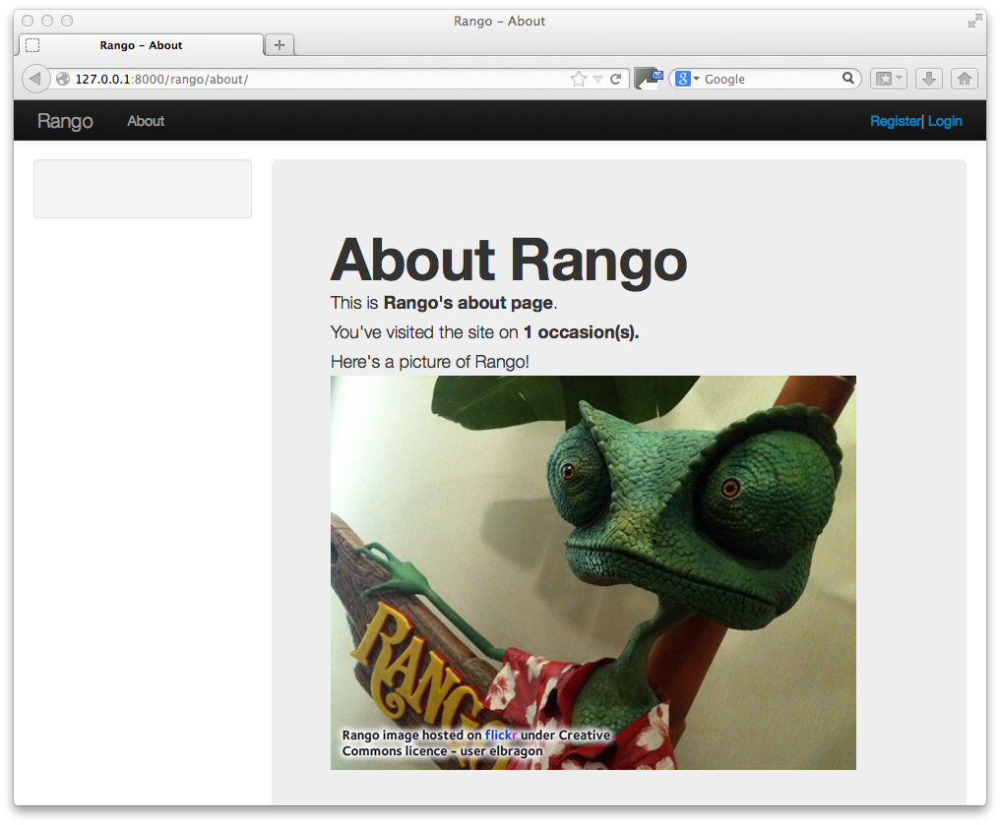 Rango – About
Rango – About
127.0.0.1:8000/rango/about/
Google
Rango About Register| Login
About Rango
This is Rango's about page.
You've visited the site on 1 occasion(s).
Here's a picture of Rango!
RANGO
Rango image hosted on flickr under Creative
Commons licence - user elbragon